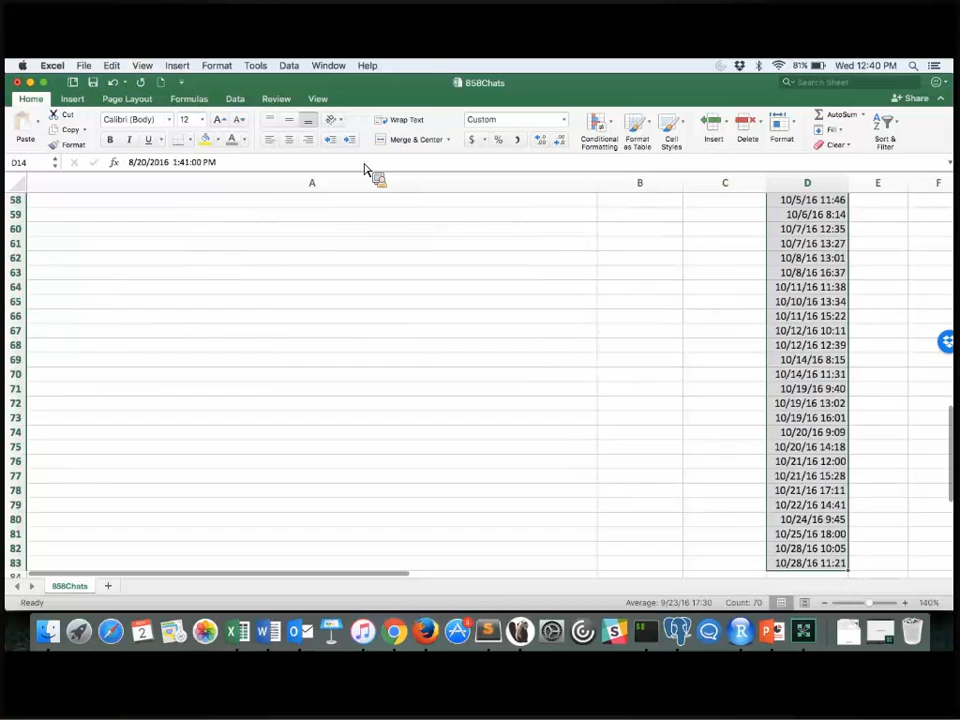 Excel File Edit View Insert Format Tools Data Window Help 81% Wed 12:40 PM
858Chats Search Sheet
Home Insert Page Layout Formulas Data Review View Share
Paste Cut Copy Format Calibri (Body) 12 Wrap Text Merge & Center Custom Conditional Formatting Format as Table Cell Styles Insert Delete Format AutoSum Fill Clear Sort & Filter
D14 fx 8/20/2016 1:41:00 PM
A B C D E F
58 10/5/16 11:46
59 10/6/16 8:14
60 10/7/16 12:35
61 10/7/16 13:27
62 10/8/16 13:01
63 10/8/16 16:37
64 10/11/16 11:38
65 10/10/16 13:34
66 10/11/16 15:22
67 10/12/16 10:11
68 10/12/16 12:39
69 10/14/16 8:15
70 10/14/16 11:31
71 10/19/16 9:40
72 10/19/16 13:02
73 10/19/16 16:01
74 10/20/16 9:09
75 10/20/16 14:18
76 10/21/16 12:00
77 10/21/16 15:28
78 10/21/16 17:11
79 10/22/16 14:41
80 10/24/16 9:45
81 10/25/16 18:00
82 10/28/16 10:05
83 10/28/16 11:21
858Chats +
Ready Average: 9/23/16 17:30 Count: 70 140%